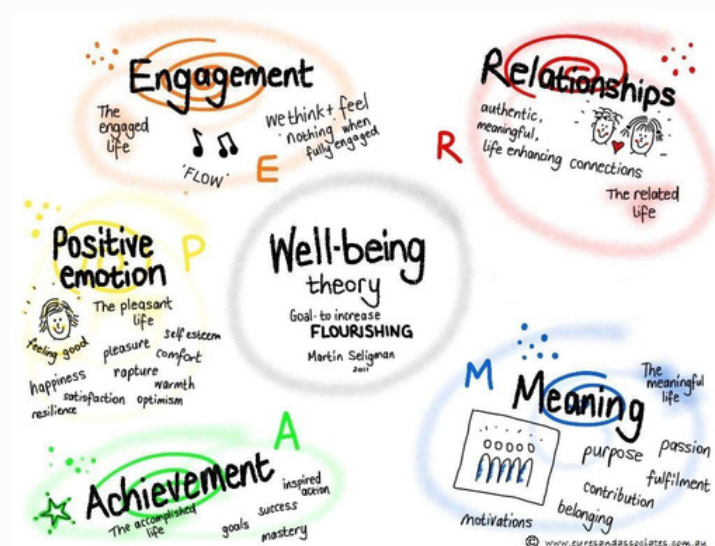 Engagement
The
engaged
life
'FLOW'
We think + feel
'nothing' when
fully engaged
E
Relationships
authentic,
meaningful,
life enhancing connections
R
The related
life
Positive
emotion
P
The pleasant
life
feeling good
self esteem
pleasure
comfort
happiness
rapture
warmth
satisfaction
optimism
resilience
Well-being
theory
Goal - to increase
FLOURISHING
Martin Seligman
2011
M
Meaning
The
meaningful
life
purpose
passion
fulfilment
contribution
belonging
motivations
A
Achievement
The accomplished
life
inspired
action
goals
success
mastery
© www.euresandassociates.com.au